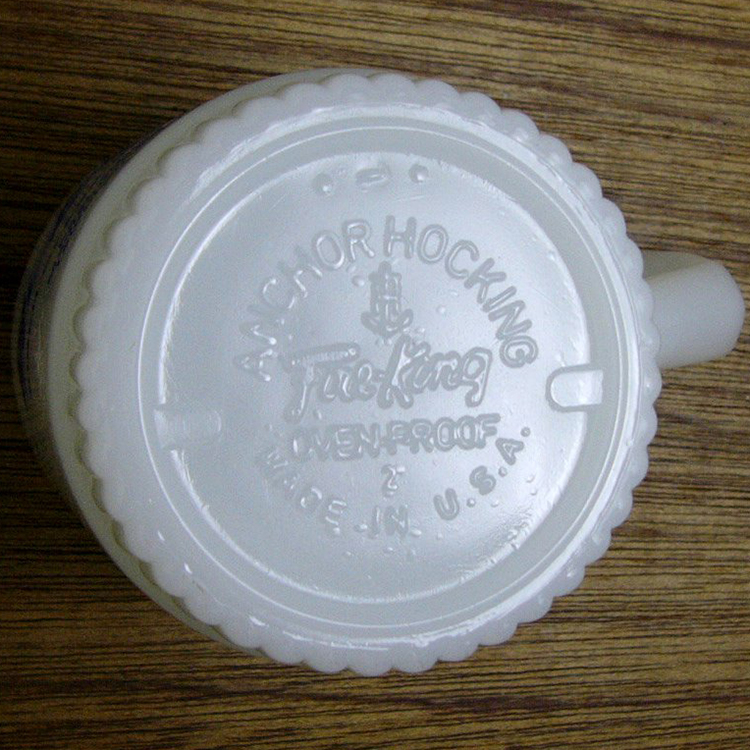 ANCHOR HOCKING
Fire-King
OVEN-PROOF
2
MADE IN U.S.A.